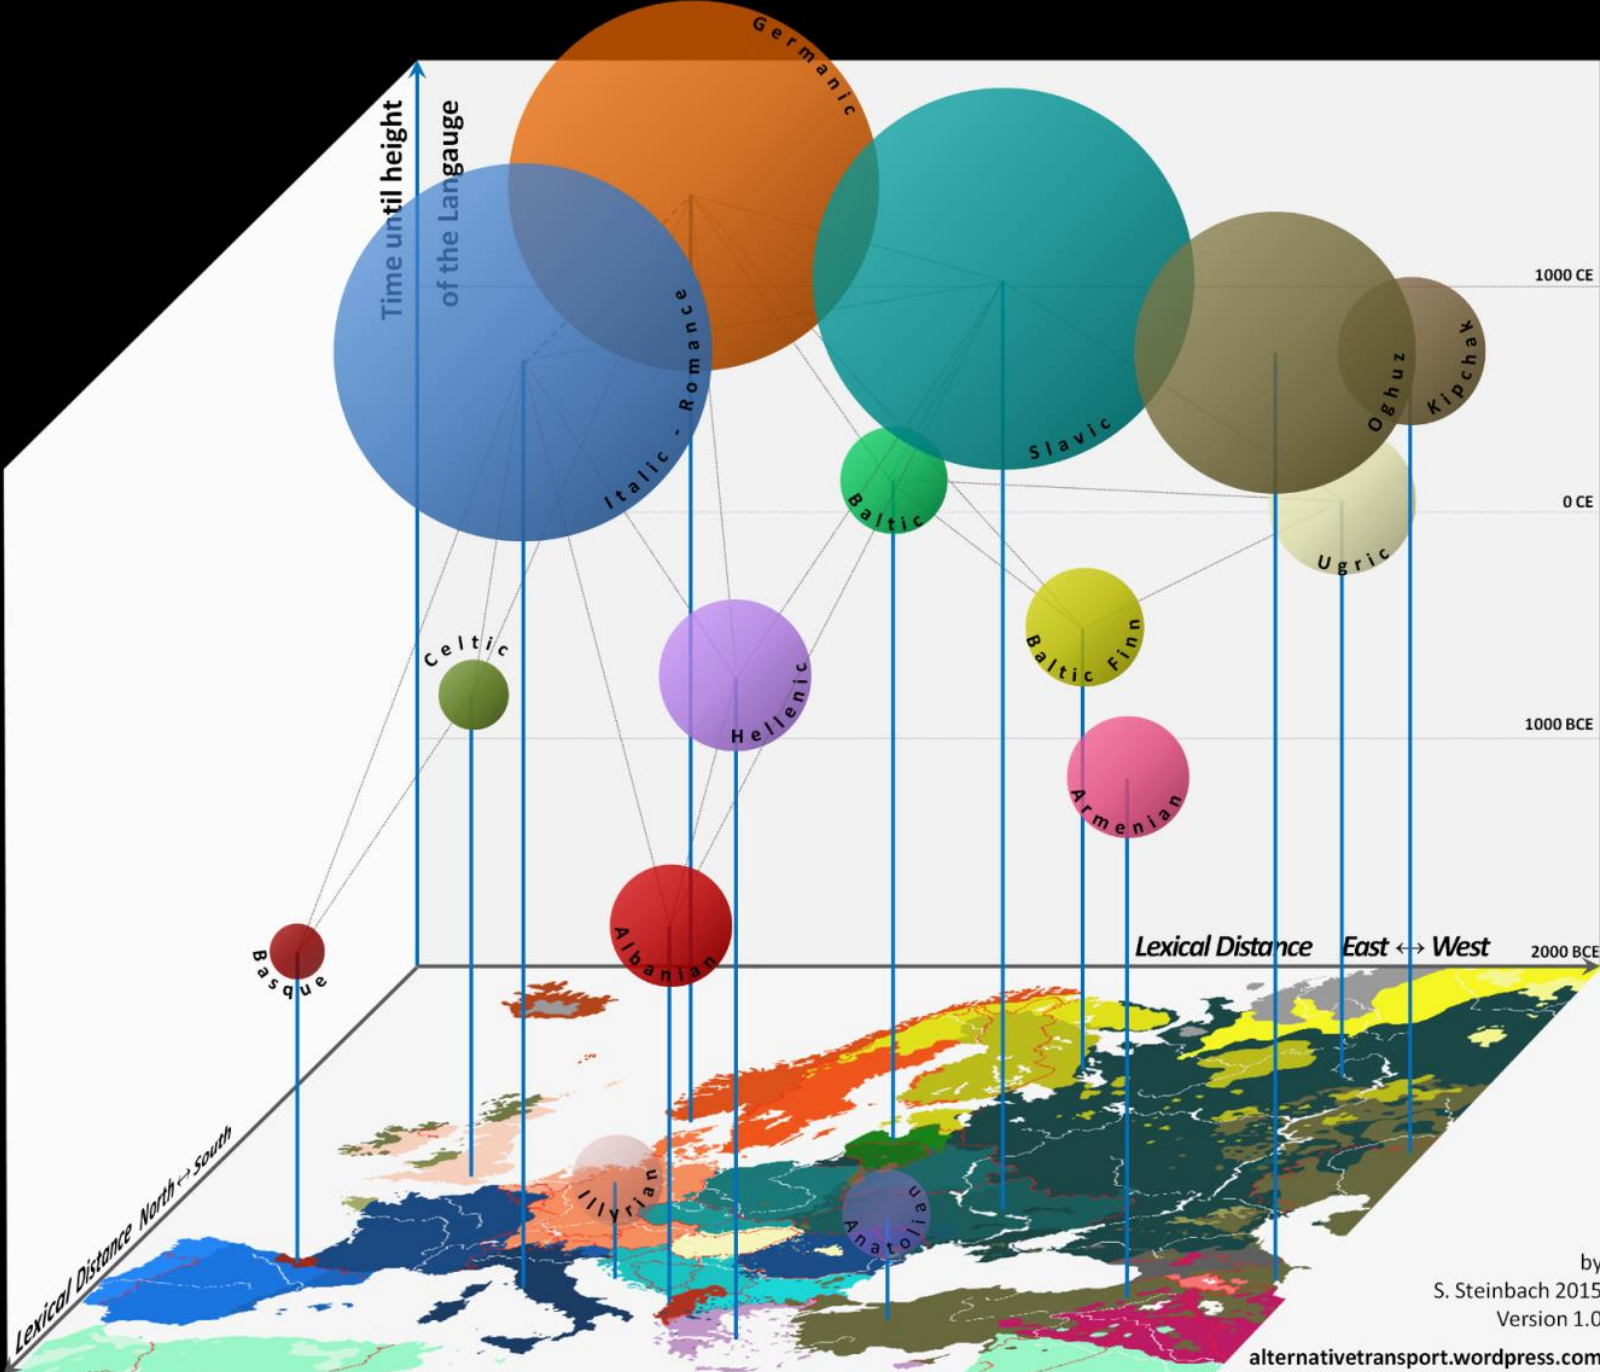 Germanic
Time until height
of the Langauge
1000 CE
Italic - Romance
Oghuz
Kipchak
Slavic
Baltic
0 CE
Ugric
Celtic
Baltic Finn
Hellenic
1000 BCE
Armenian
Albanian
Basque
Lexical Distance East ↔ West
2000 BCE
Lexical Distance North ↔ South
Illyrian
Anatolian
by
S. Steinbach 2015
Version 1.0
alternativetransport.wordpress.com